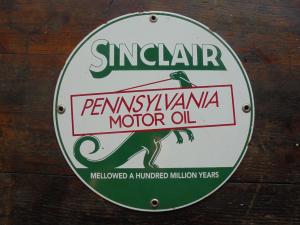 SINCLAIR
PENNSYLVANIA
MOTOR OIL
MELLOWED A HUNDRED MILLION YEARS